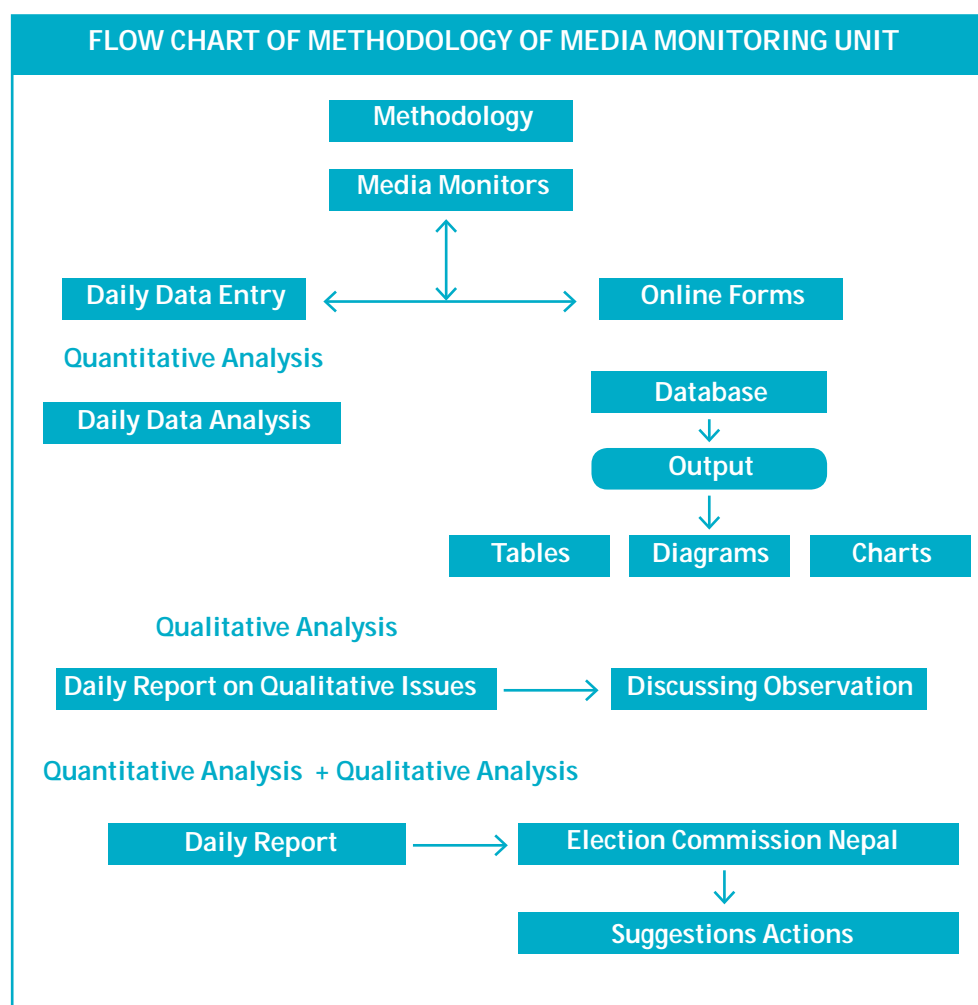 FLOW CHART OF METHODOLOGY OF MEDIA MONITORING UNIT
Methodology
Media Monitors
Daily Data Entry
Online Forms
Quantitative Analysis
Database
Daily Data Analysis
Output
Tables
Diagrams
Charts
Qualitative Analysis
Daily Report on Qualitative Issues
Discussing Observation
Quantitative Analysis + Qualitative Analysis
Daily Report
Election Commission Nepal
Suggestions Actions